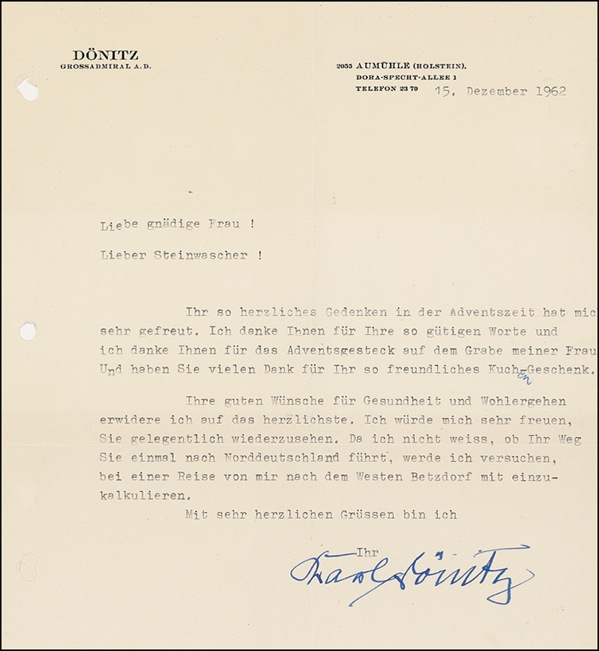 DÖNITZ
GROSSADMIRAL A.D.
2055 AUMÜHLE (HOLSTEIN),
DORA-SPECHT-ALLEE 1
TELEFON 23 79
15. Dezember 1962
Liebe gnädige Frau !
Lieber Steinwascher !
Ihr so herzliches Gedenken in der Adventszeit hat mic
sehr gefreut. Ich danke Ihnen für Ihre so gütigen Worte und
ich danke Ihnen für das Adventsgesteck auf dem Grabe meiner Frau
Und haben Sie vielen Dank für Ihr so freundliches Kuchen-Geschenk.
Ihre guten Wünsche für Gesundheit und Wohlergehen
erwidere ich auf das herzlichste. Ich würde mich sehr freuen,
Sie gelegentlich wiederzusehen. Da ich nicht weiss, ob Ihr Weg
Sie einmal nach Norddeutschland führt, werde ich versuchen,
bei einer Reise von mir nach dem Westen Betzdorf mit einzu-
kalkulieren.
Mit sehr herzlichen Grüssen bin ich
Ihr
Karl Dönitz